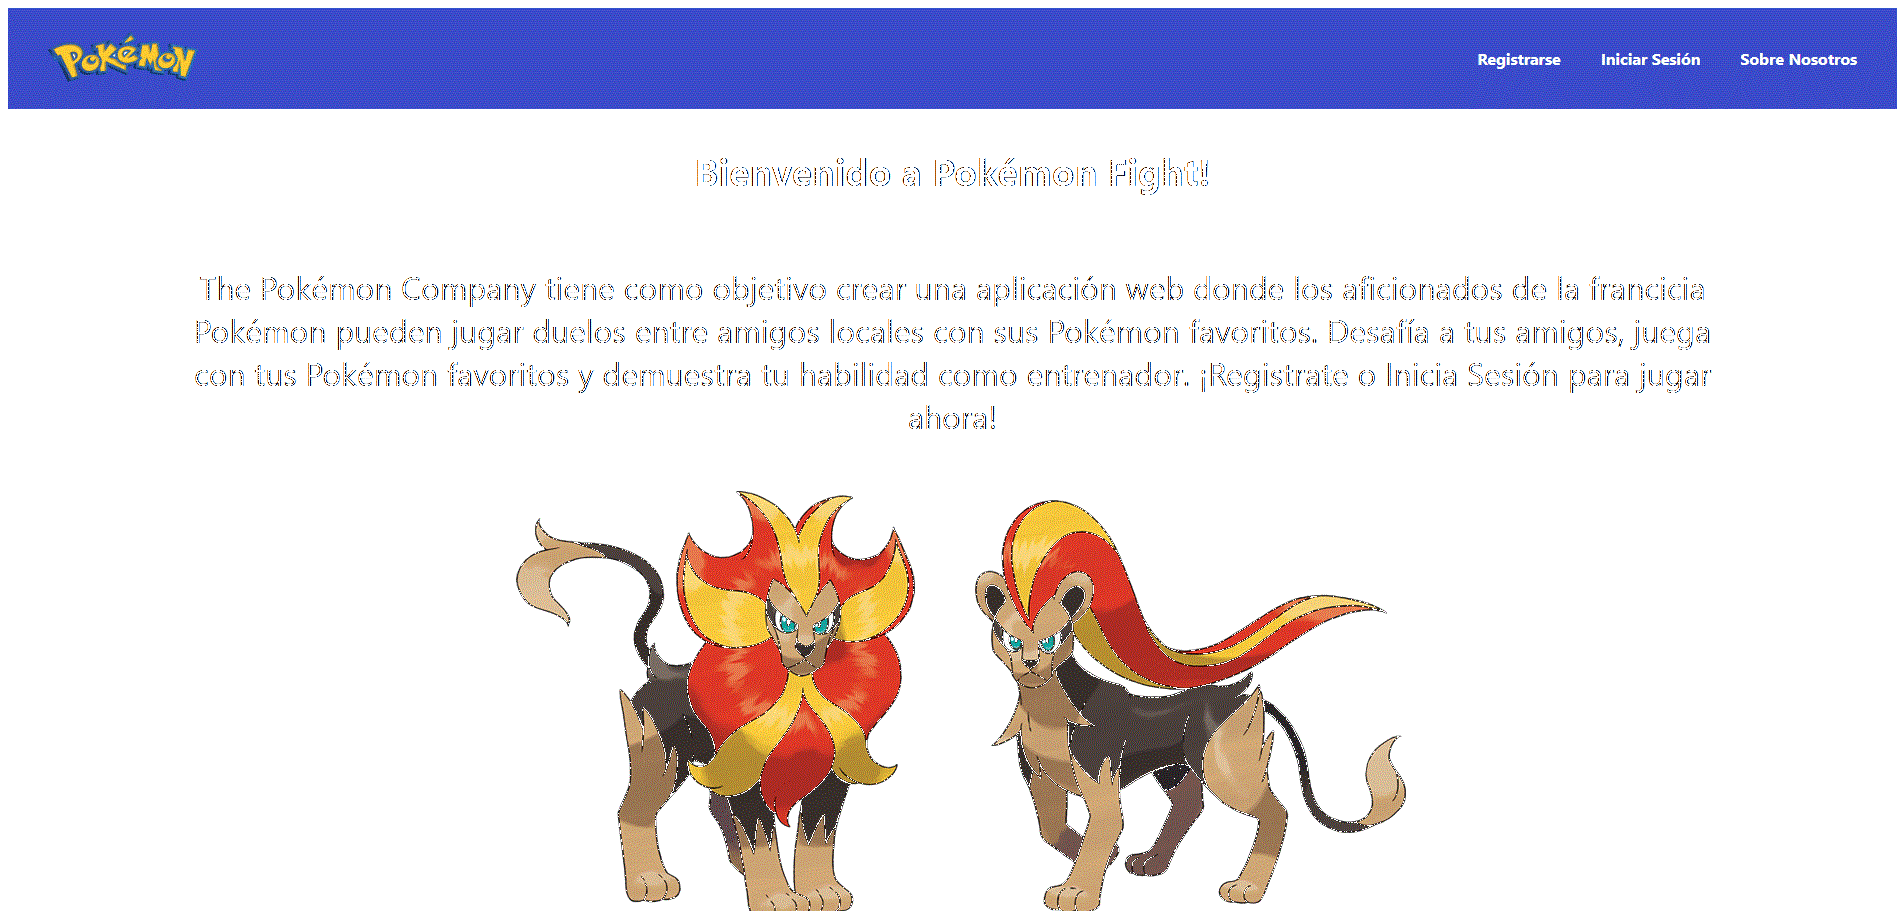 Pokémon
Registrarse
Iniciar Sesión
Sobre Nosotros
Bienvenido a Pokémon Fight!
The Pokémon Company tiene como objetivo crear una aplicación web donde los aficionados de la francicia
Pokémon pueden jugar duelos entre amigos locales con sus Pokémon favoritos. Desafía a tus amigos, juega
con tus Pokémon favoritos y demuestra tu habilidad como entrenador. ¡Registrate o Inicia Sesión para jugar
ahora!